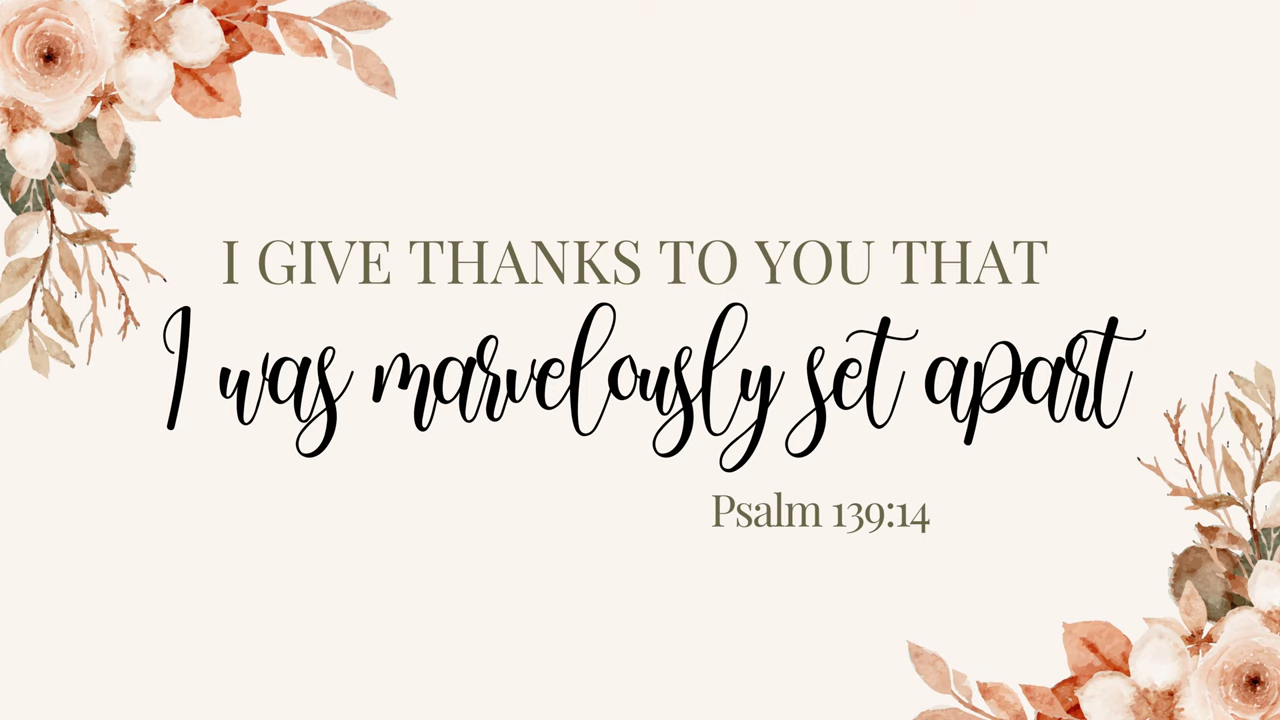 I GIVE THANKS TO YOU THAT
I was marvelously set apart
Psalm 139:14